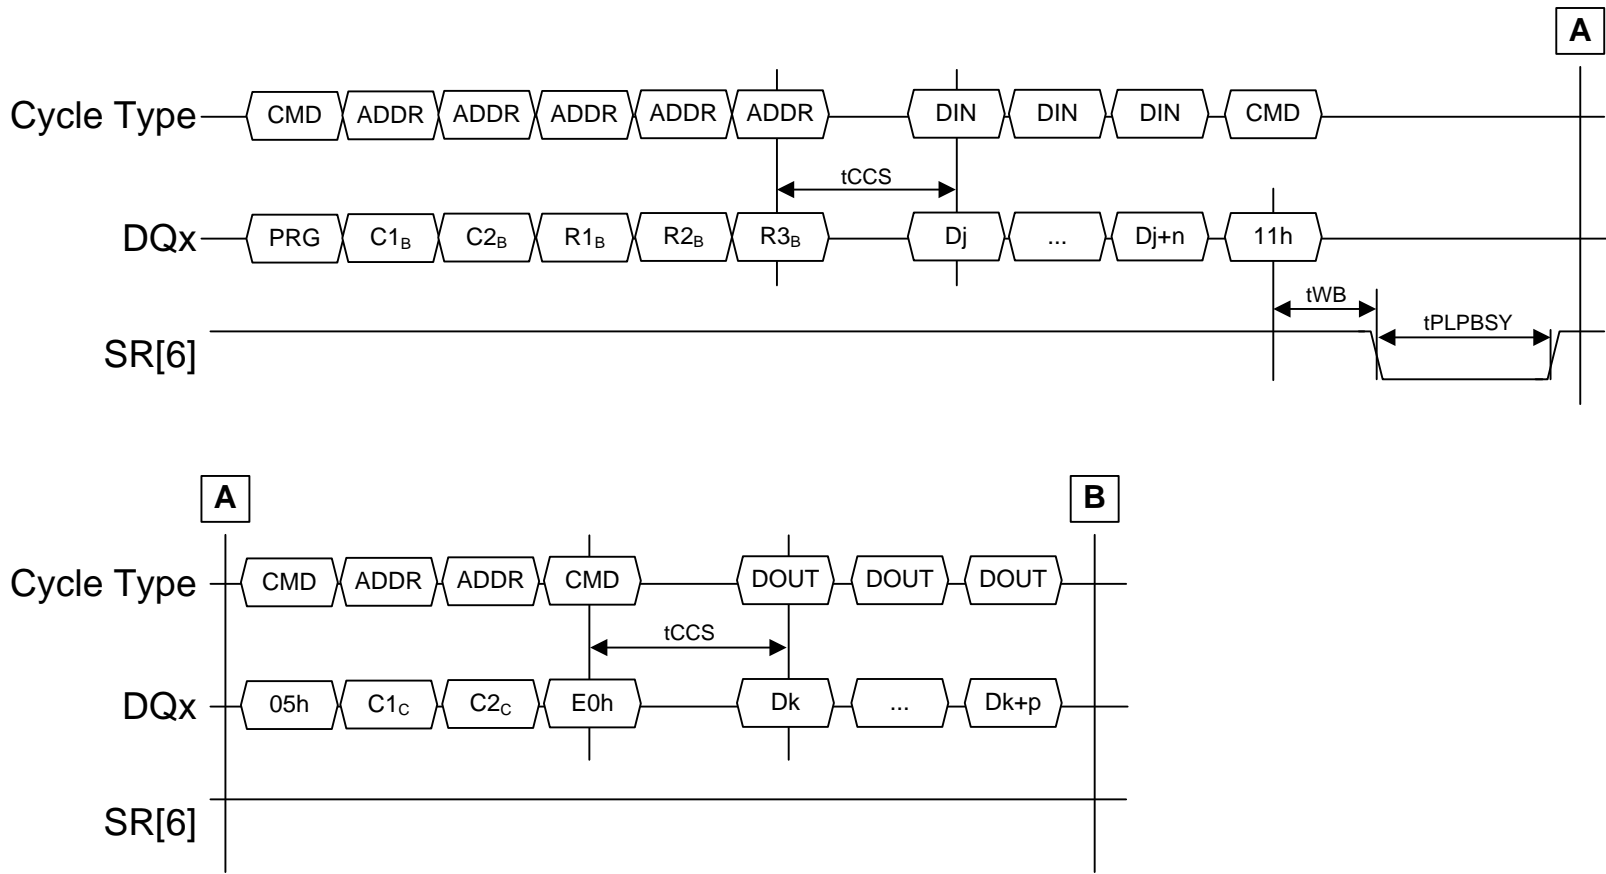 A
Cycle Type CMD ADDR ADDR ADDR ADDR ADDR DIN DIN DIN CMD
tCCS
DQx PRG C1B C2B R1B R2B R3B Dj ... Dj+n 11h
tWB
tPLPBSY
SR[6]
A B
Cycle Type CMD ADDR ADDR CMD DOUT DOUT DOUT
tCCS
DQx 05h C1C C2C E0h Dk ... Dk+p
SR[6]